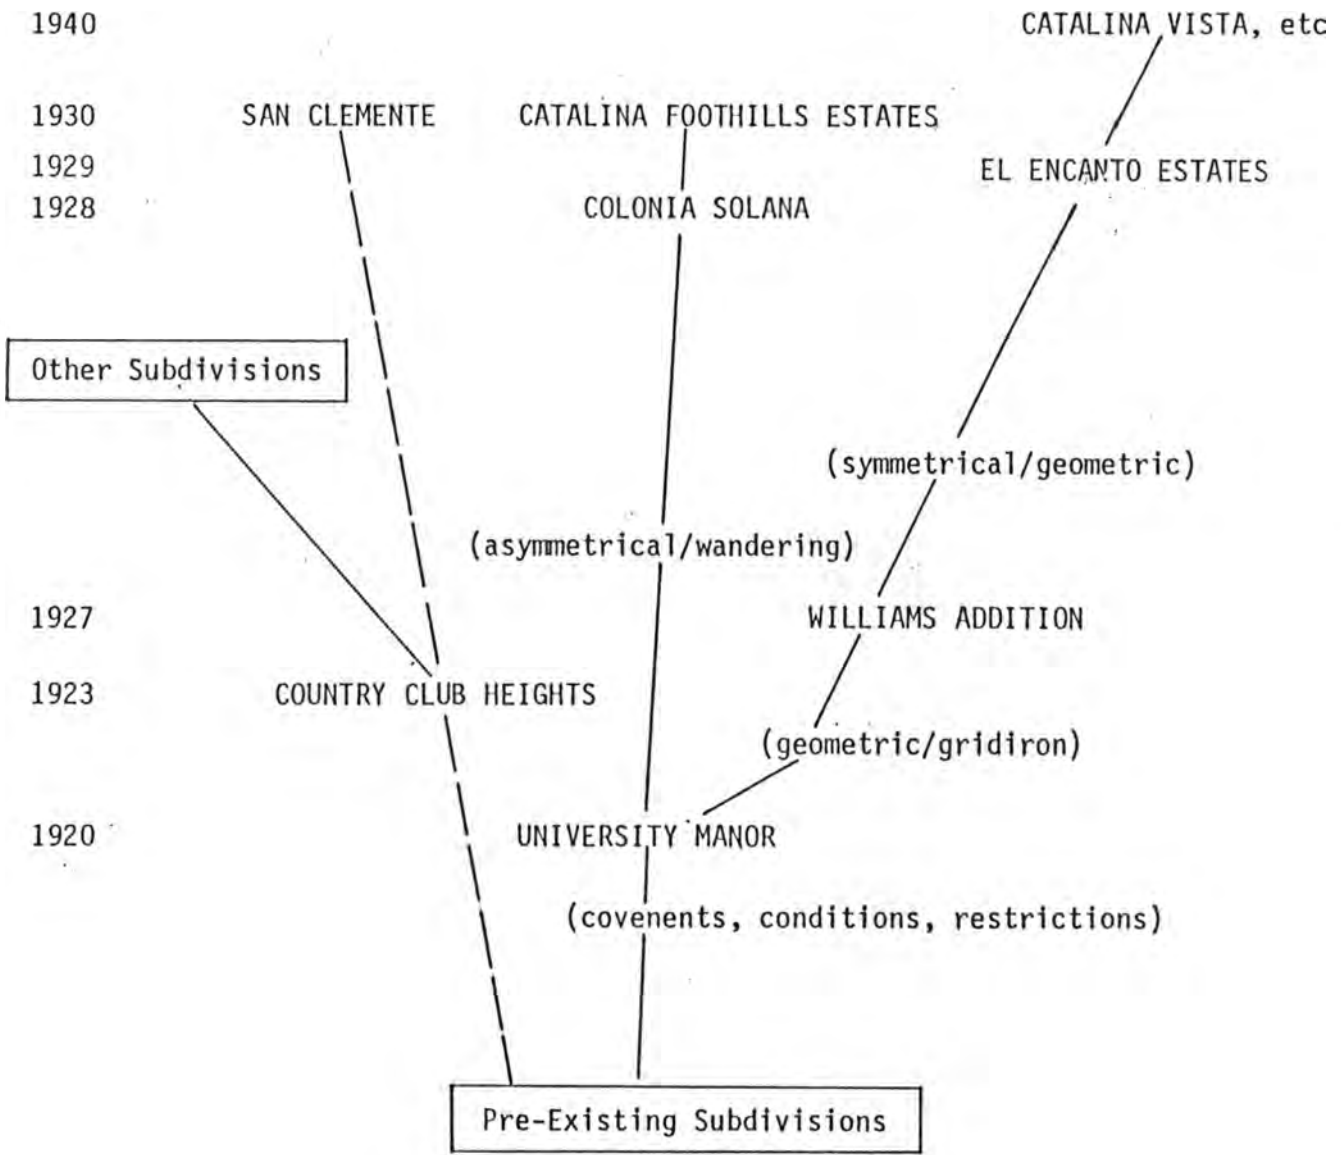 1940 CATALINA VISTA, etc
1930 SAN CLEMENTE CATALINA FOOTHILLS ESTATES
1929 EL ENCANTO ESTATES
1928 COLONIA SOLANA
Other Subdivisions
(symmetrical/geometric)
(asymmetrical/wandering)
1927 WILLIAMS ADDITION
1923 COUNTRY CLUB HEIGHTS
(geometric/gridiron)
1920 UNIVERSITY MANOR
(covenents, conditions, restrictions)
Pre-Existing Subdivisions